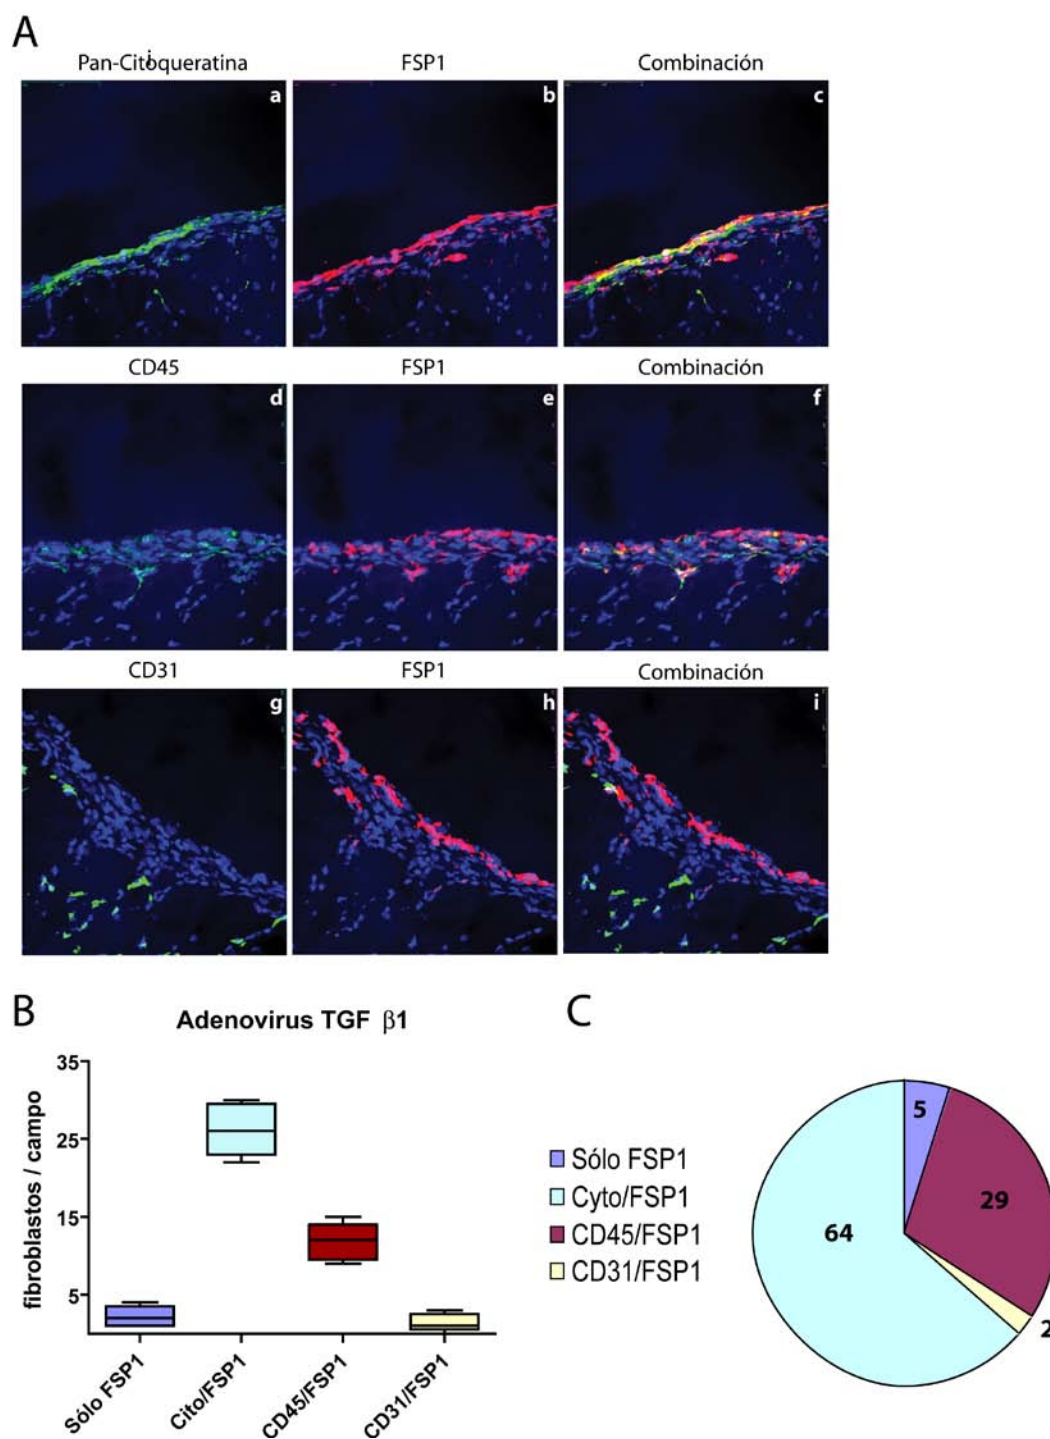 A
Pan-Citoqueratina FSP1 Combinación
i
a b c
CD45 FSP1 Combinación
d e f
CD31 FSP1 Combinación
g h i
B
Adenovirus TGF β1
fibroblastos / campo
35
25
15
5
Sólo FSP1
Cito/FSP1
CD45/FSP1
CD31/FSP1
C
Sólo FSP1
Cyto/FSP1
CD45/FSP1
CD31/FSP1
5
29
64
2